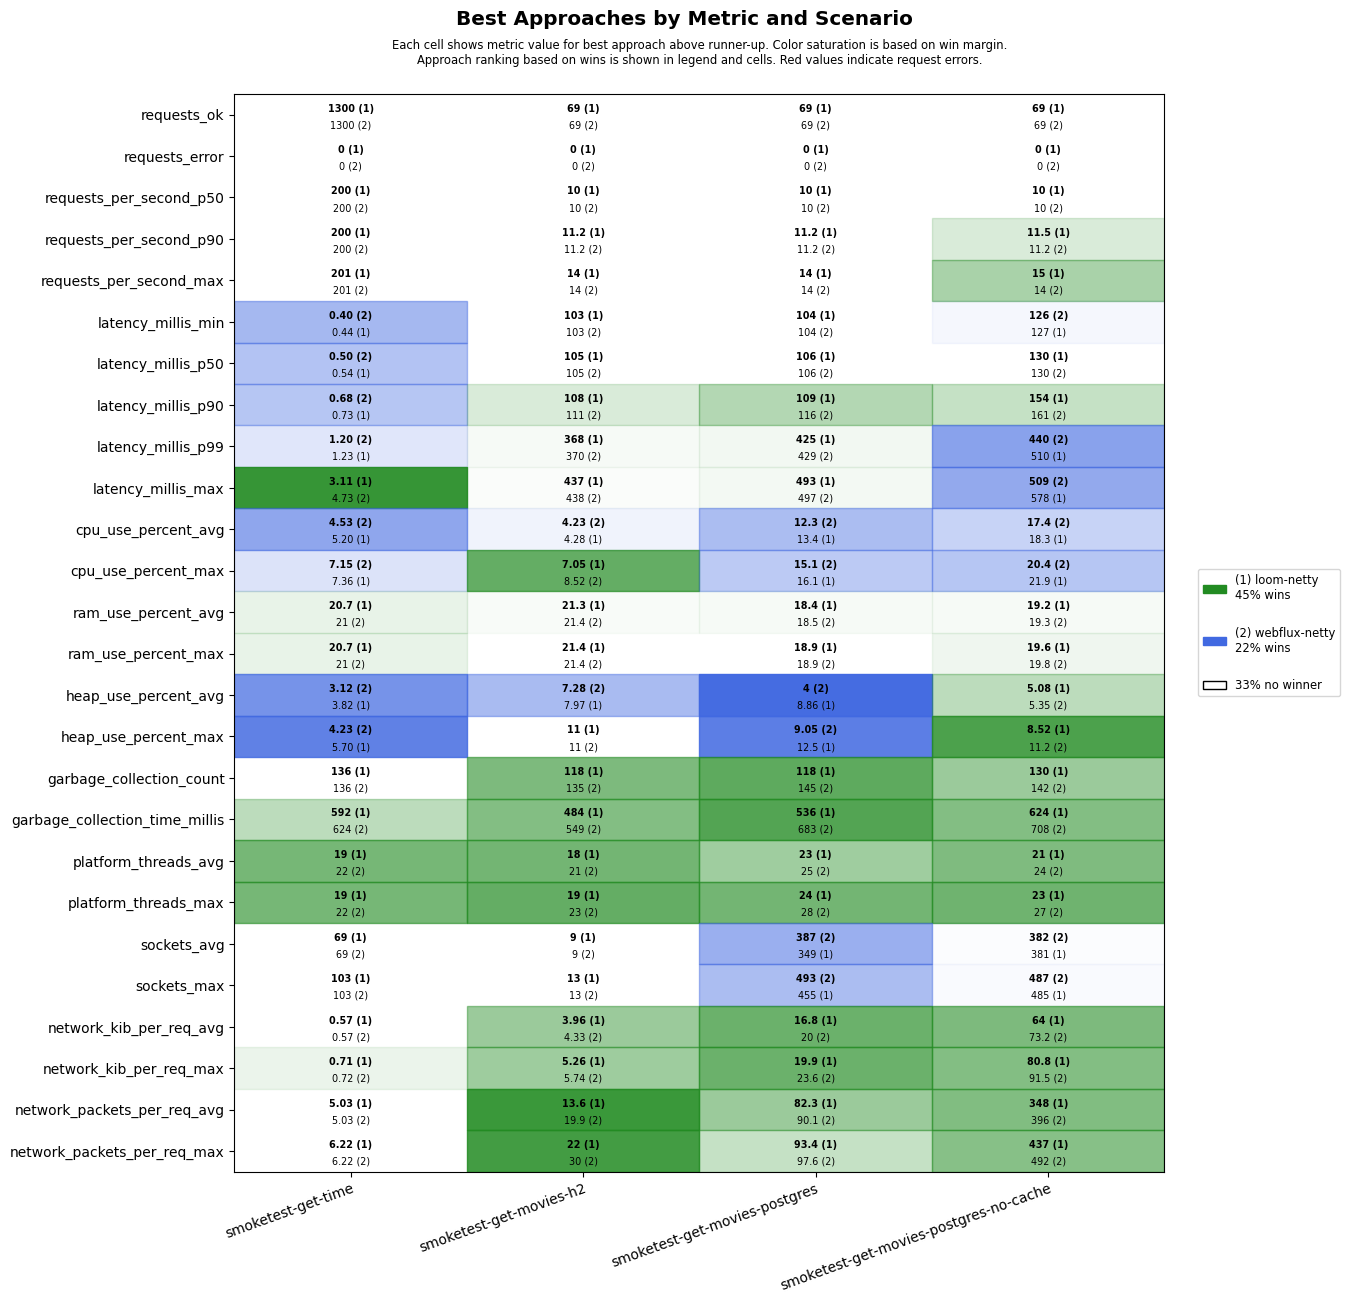 Best Approaches by Metric and Scenario
Each cell shows metric value for best approach above runner-up. Color saturation is based on win margin.
Approach ranking based on wins is shown in legend and cells. Red values indicate request errors.
requests_ok
1300 (1) 69 (1) 69 (1) 69 (1)
1300 (2) 69 (2) 69 (2) 69 (2)
requests_error
0 (1) 0 (1) 0 (1) 0 (1)
0 (2) 0 (2) 0 (2) 0 (2)
requests_per_second_p50
200 (1) 10 (1) 10 (1) 10 (1)
200 (2) 10 (2) 10 (2) 10 (2)
requests_per_second_p90
200 (1) 11.2 (1) 11.2 (1) 11.5 (1)
200 (2) 11.2 (2) 11.2 (2) 11.2 (2)
requests_per_second_max
201 (1) 14 (1) 14 (1) 15 (1)
201 (2) 14 (2) 14 (2) 14 (2)
latency_millis_min
0.40 (2) 103 (1) 104 (1) 126 (2)
0.44 (1) 103 (2) 104 (2) 127 (1)
latency_millis_p50
0.50 (2) 105 (1) 106 (1) 130 (1)
0.54 (1) 105 (2) 106 (2) 130 (2)
latency_millis_p90
0.68 (2) 108 (1) 109 (1) 154 (1)
0.73 (1) 111 (2) 116 (2) 161 (2)
latency_millis_p99
1.20 (2) 368 (1) 425 (1) 440 (2)
1.23 (1) 370 (2) 429 (2) 510 (1)
latency_millis_max
3.11 (1) 437 (1) 493 (1) 509 (2)
4.73 (2) 438 (2) 497 (2) 578 (1)
cpu_use_percent_avg
4.53 (2) 4.23 (2) 12.3 (2) 17.4 (2)
5.20 (1) 4.28 (1) 13.4 (1) 18.3 (1)
cpu_use_percent_max
7.15 (2) 7.05 (1) 15.1 (2) 20.4 (2)
7.36 (1) 8.52 (2) 16.1 (1) 21.9 (1)
ram_use_percent_avg
20.7 (1) 21.3 (1) 18.4 (1) 19.2 (1)
21 (2) 21.4 (2) 18.5 (2) 19.3 (2)
ram_use_percent_max
20.7 (1) 21.4 (1) 18.9 (1) 19.6 (1)
21 (2) 21.4 (2) 18.9 (2) 19.8 (2)
heap_use_percent_avg
3.12 (2) 7.28 (2) 4 (2) 5.08 (1)
3.82 (1) 7.97 (1) 8.86 (1) 5.35 (2)
heap_use_percent_max
4.23 (2) 11 (1) 9.05 (2) 8.52 (1)
5.70 (1) 11 (2) 12.5 (1) 11.2 (2)
garbage_collection_count
136 (1) 118 (1) 118 (1) 130 (1)
136 (2) 135 (2) 145 (2) 142 (2)
garbage_collection_time_millis
592 (1) 484 (1) 536 (1) 624 (1)
624 (2) 549 (2) 683 (2) 708 (2)
platform_threads_avg
19 (1) 18 (1) 23 (1) 21 (1)
22 (2) 21 (2) 25 (2) 24 (2)
platform_threads_max
19 (1) 19 (1) 24 (1) 23 (1)
22 (2) 23 (2) 28 (2) 27 (2)
sockets_avg
69 (1) 9 (1) 387 (2) 382 (2)
69 (2) 9 (2) 349 (1) 381 (1)
sockets_max
103 (1) 13 (1) 493 (2) 487 (2)
103 (2) 13 (2) 455 (1) 485 (1)
network_kib_per_req_avg
0.57 (1) 3.96 (1) 16.8 (1) 64 (1)
0.57 (2) 4.33 (2) 20 (2) 73.2 (2)
network_kib_per_req_max
0.71 (1) 5.26 (1) 19.9 (1) 80.8 (1)
0.72 (2) 5.74 (2) 23.6 (2) 91.5 (2)
network_packets_per_req_avg
5.03 (1) 13.6 (1) 82.3 (1) 348 (1)
5.03 (2) 19.9 (2) 90.1 (2) 396 (2)
network_packets_per_req_max
6.22 (1) 22 (1) 93.4 (1) 437 (1)
6.22 (2) 30 (2) 97.6 (2) 492 (2)
smoketest-get-time
smoketest-get-movies-h2
smoketest-get-movies-postgres
smoketest-get-movies-postgres-no-cache
(1) loom-netty
45% wins
(2) webflux-netty
22% wins
33% no winner